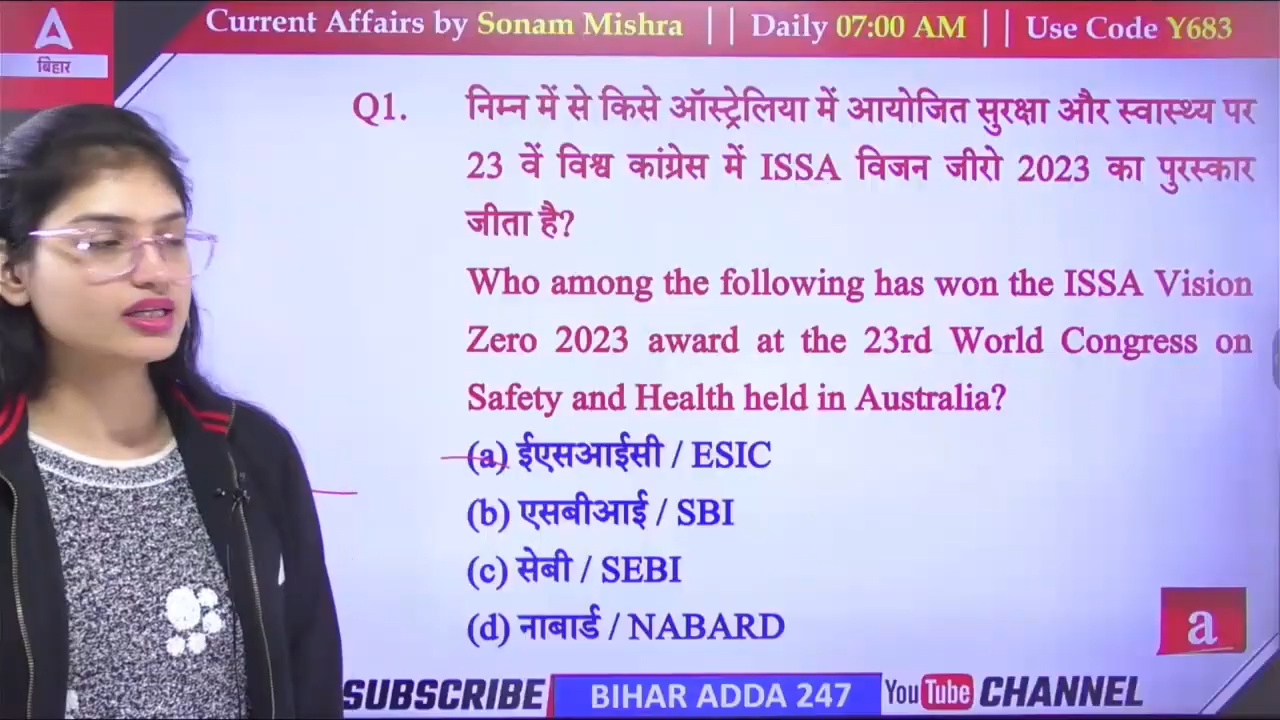 Current Affairs by Sonam Mishra || Daily 07:00 AM || Use Code Y683
A
बिहार
Q1. निम्न में से किसे ऑस्ट्रेलिया में आयोजित सुरक्षा और स्वास्थ्य पर
23 वें विश्व कांग्रेस में ISSA विजन जीरो 2023 का पुरस्कार
जीता है?
Who among the following has won the ISSA Vision
Zero 2023 award at the 23rd World Congress on
Safety and Health held in Australia?
(a) ईएसआईसी / ESIC
(b) एसबीआई / SBI
(c) सेबी / SEBI
(d) नाबार्ड / NABARD
a
SUBSCRIBE BIHAR ADDA 247 YouTube CHANNEL